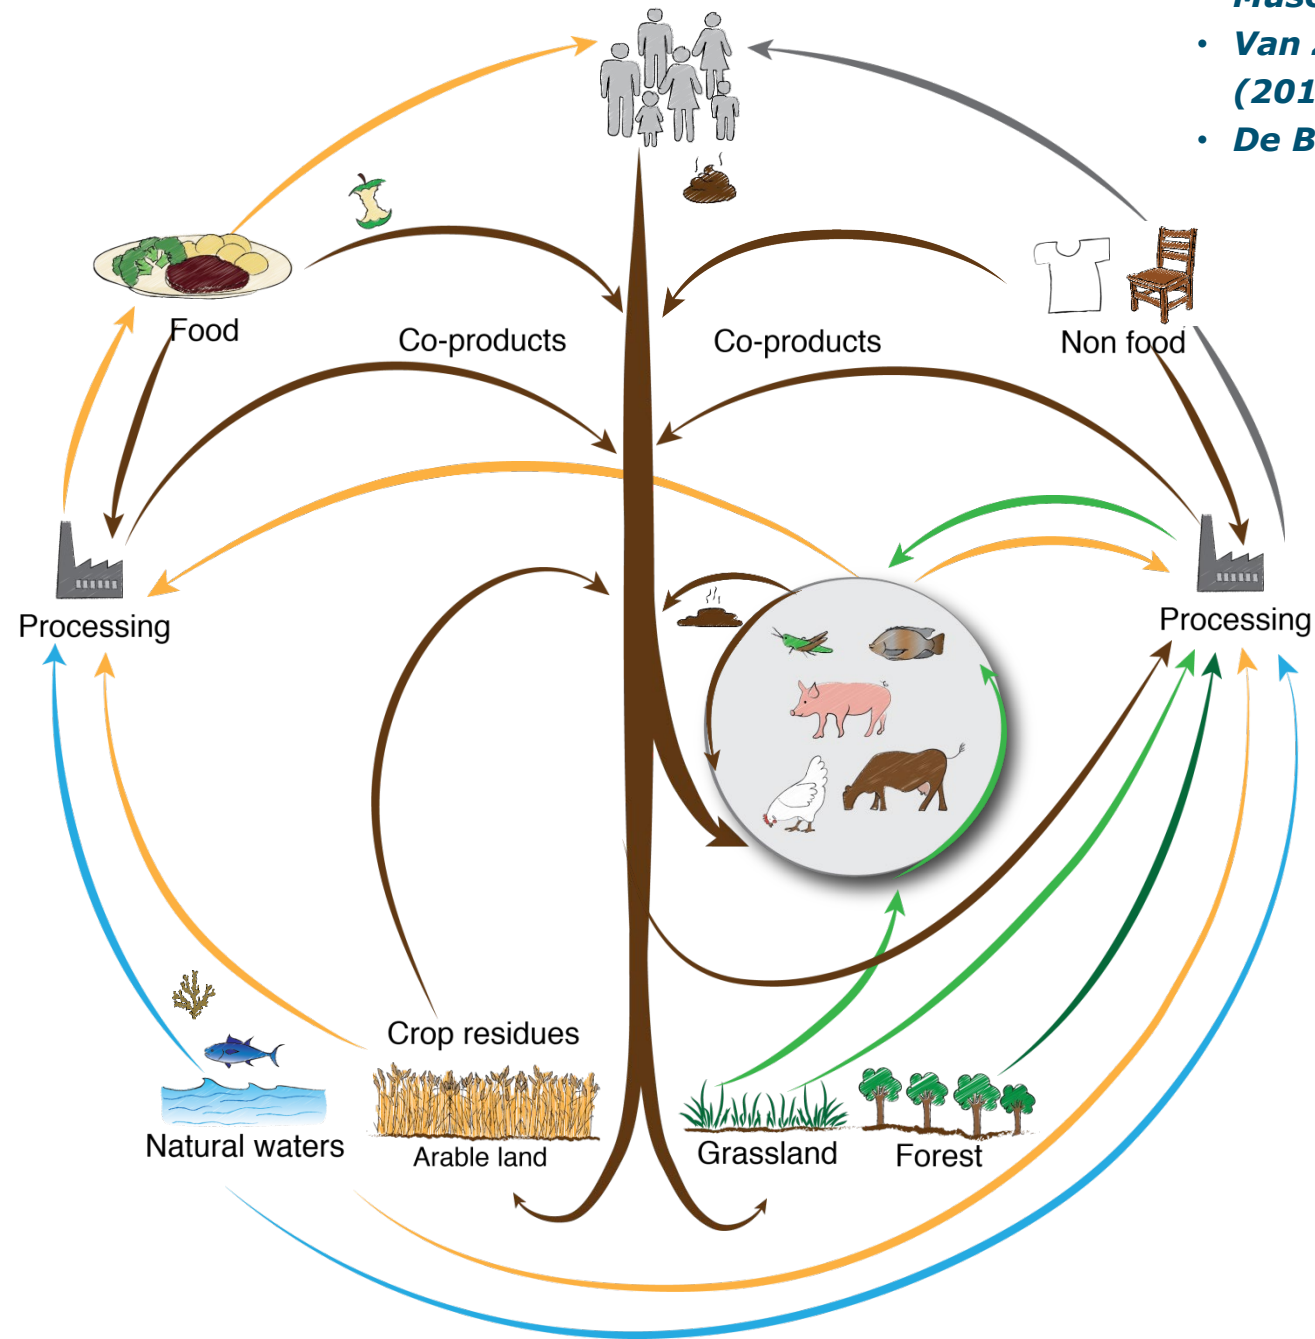 • Van
(201
• De B
Food
Co-products
Co-products
Non food
Processing
Processing
Crop residues
Natural waters
Arable land
Grassland
Forest